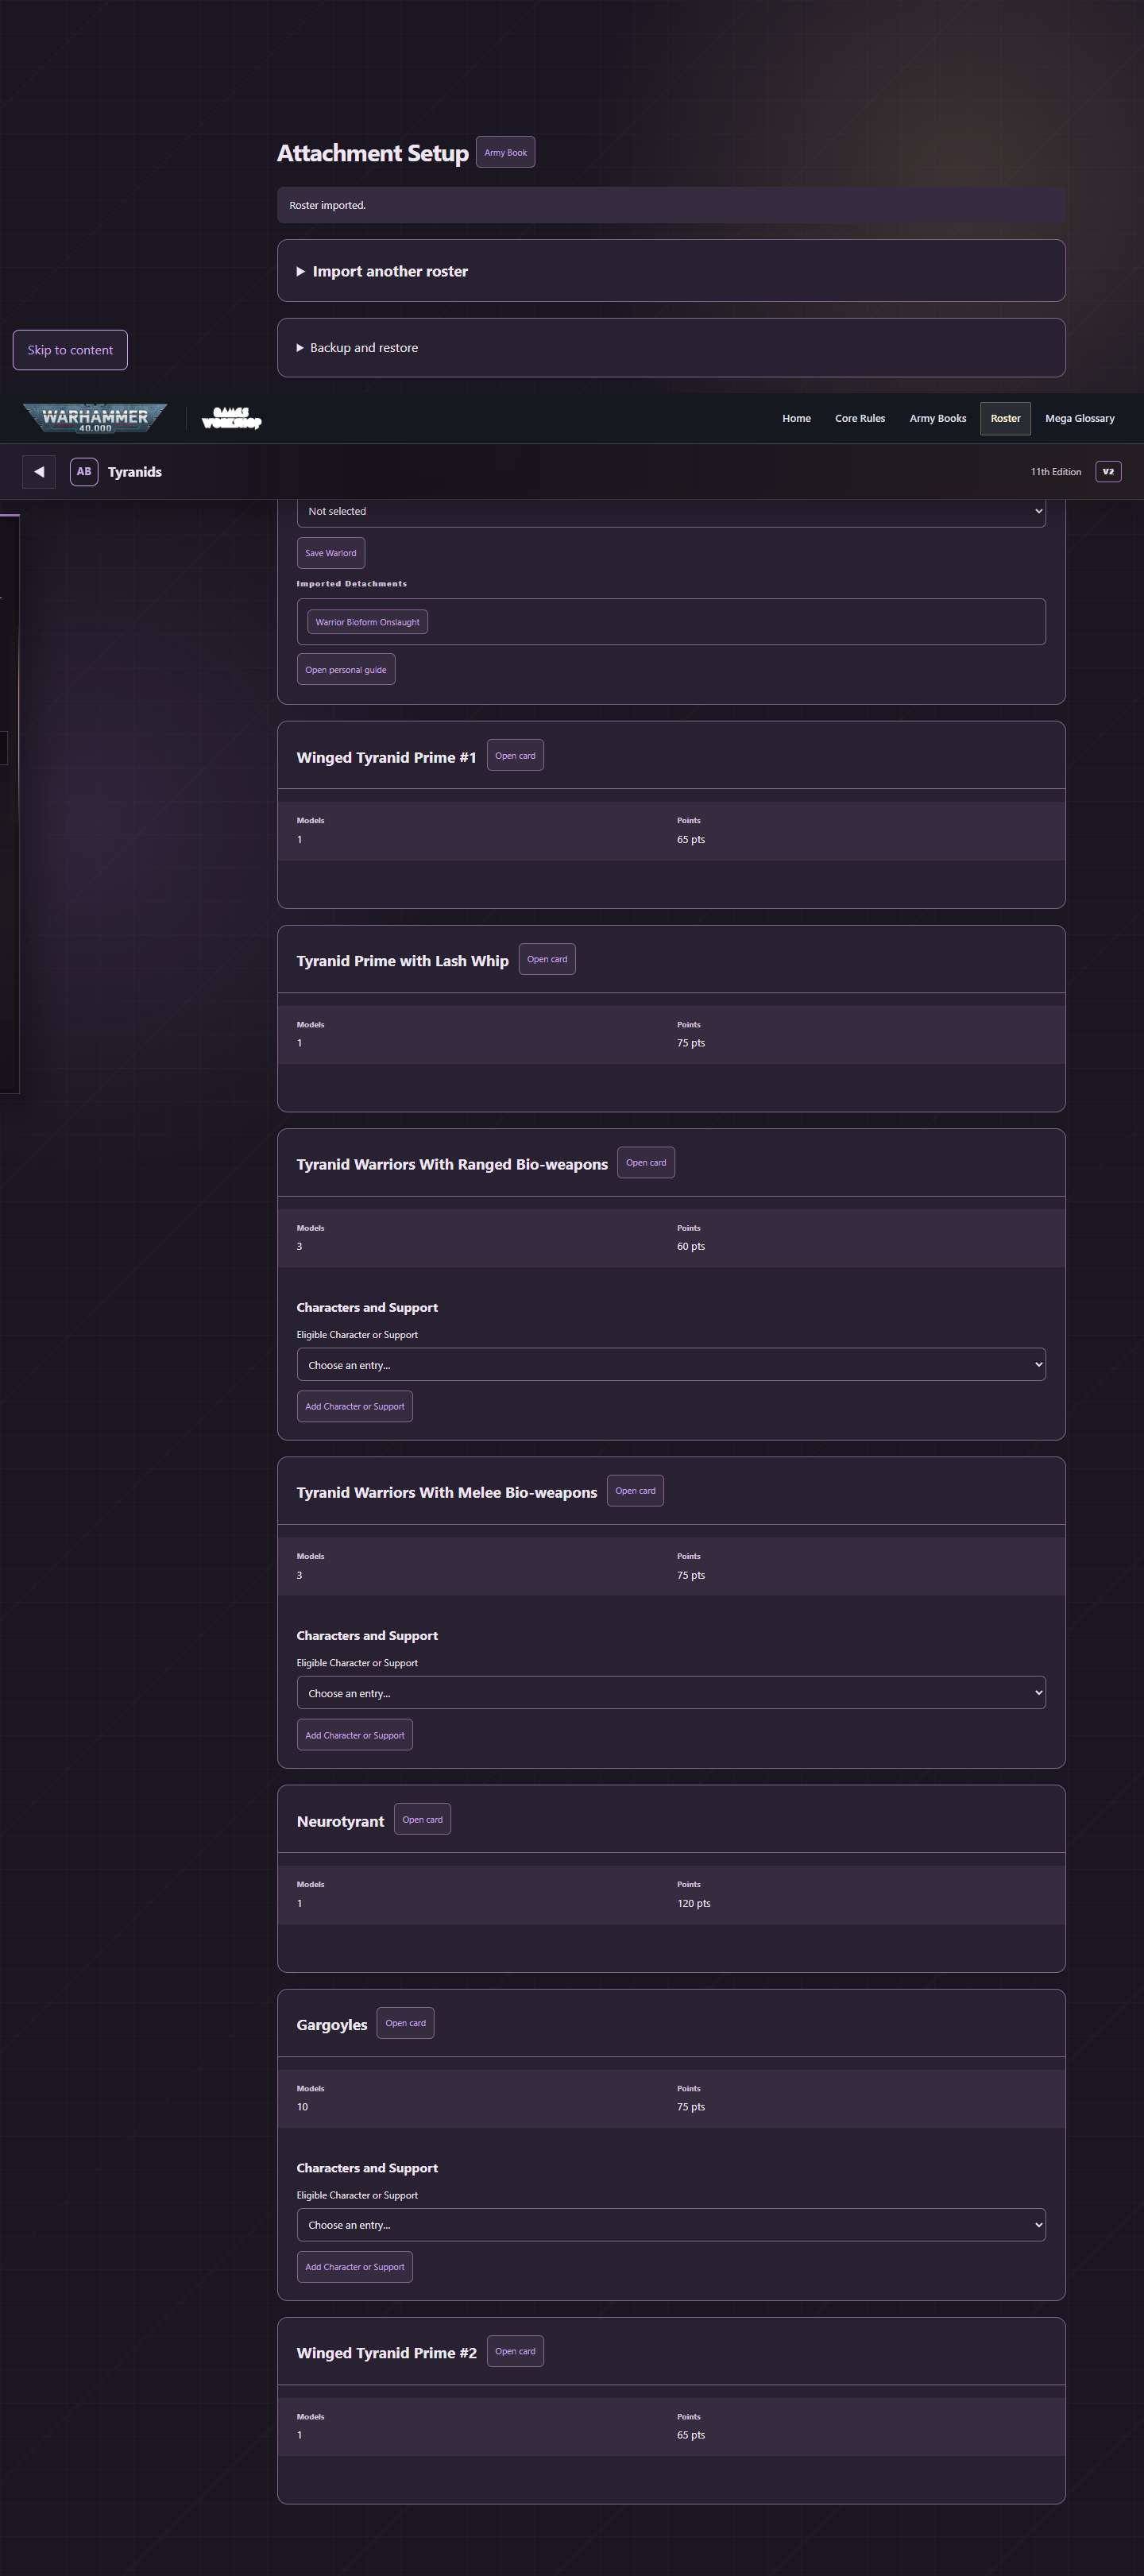 Attachment Setup
Army Book
Roster imported.
▶ Import another roster
Skip to content
▶ Backup and restore
WARHAMMER
40,000
GAMES
WORKSHOP
Home
Core Rules
Army Books
Roster
Mega Glossary
◀
AB
Tyranids
11th Edition
V2
Not selected
Save Warlord
Imported Detachments
Warrior Bioform Onslaught
Open personal guide
Winged Tyranid Prime #1
Open card
Models
Points
1
65 pts
Tyranid Prime with Lash Whip
Open card
Models
Points
1
75 pts
Tyranid Warriors With Ranged Bio-weapons
Open card
Models
Points
3
60 pts
Characters and Support
Eligible Character or Support
Choose an entry...
Add Character or Support
Tyranid Warriors With Melee Bio-weapons
Open card
Models
Points
3
75 pts
Characters and Support
Eligible Character or Support
Choose an entry...
Add Character or Support
Neurotyrant
Open card
Models
Points
1
120 pts
Gargoyles
Open card
Models
Points
10
75 pts
Characters and Support
Eligible Character or Support
Choose an entry...
Add Character or Support
Winged Tyranid Prime #2
Open card
Models
Points
1
65 pts